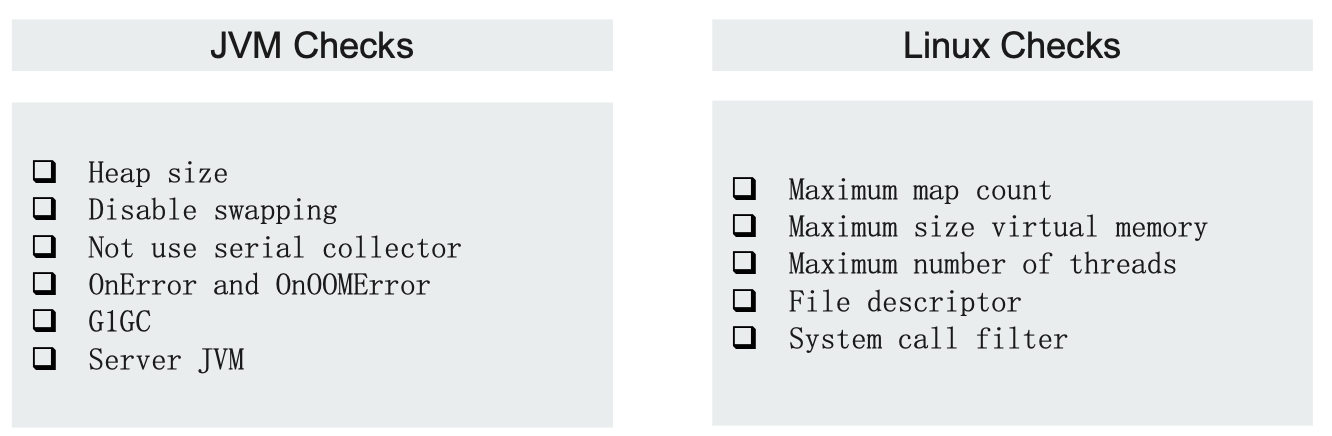 JVM Checks
Heap size
Disable swapping
Not use serial collector
OnError and OnOOMError
G1GC
Server JVM
Linux Checks
Maximum map count
Maximum size virtual memory
Maximum number of threads
File descriptor
System call filter